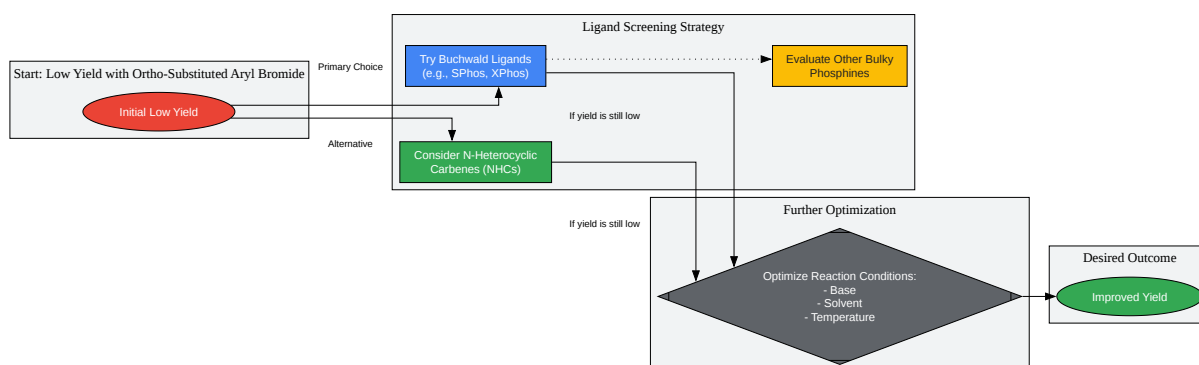 Start: Low Yield with Ortho-Substituted Aryl Bromide
Initial Low Yield
Primary Choice
Alternative
Ligand Screening Strategy
Try Buchwald Ligands
(e.g., SPhos, XPhos)
Evaluate Other Bulky
Phosphines
If yield is still low
Consider N-Heterocyclic
Carbenes (NHCs)
If yield is still low
Further Optimization
Optimize Reaction Conditions:
- Base
- Solvent
- Temperature
Desired Outcome
Improved Yield